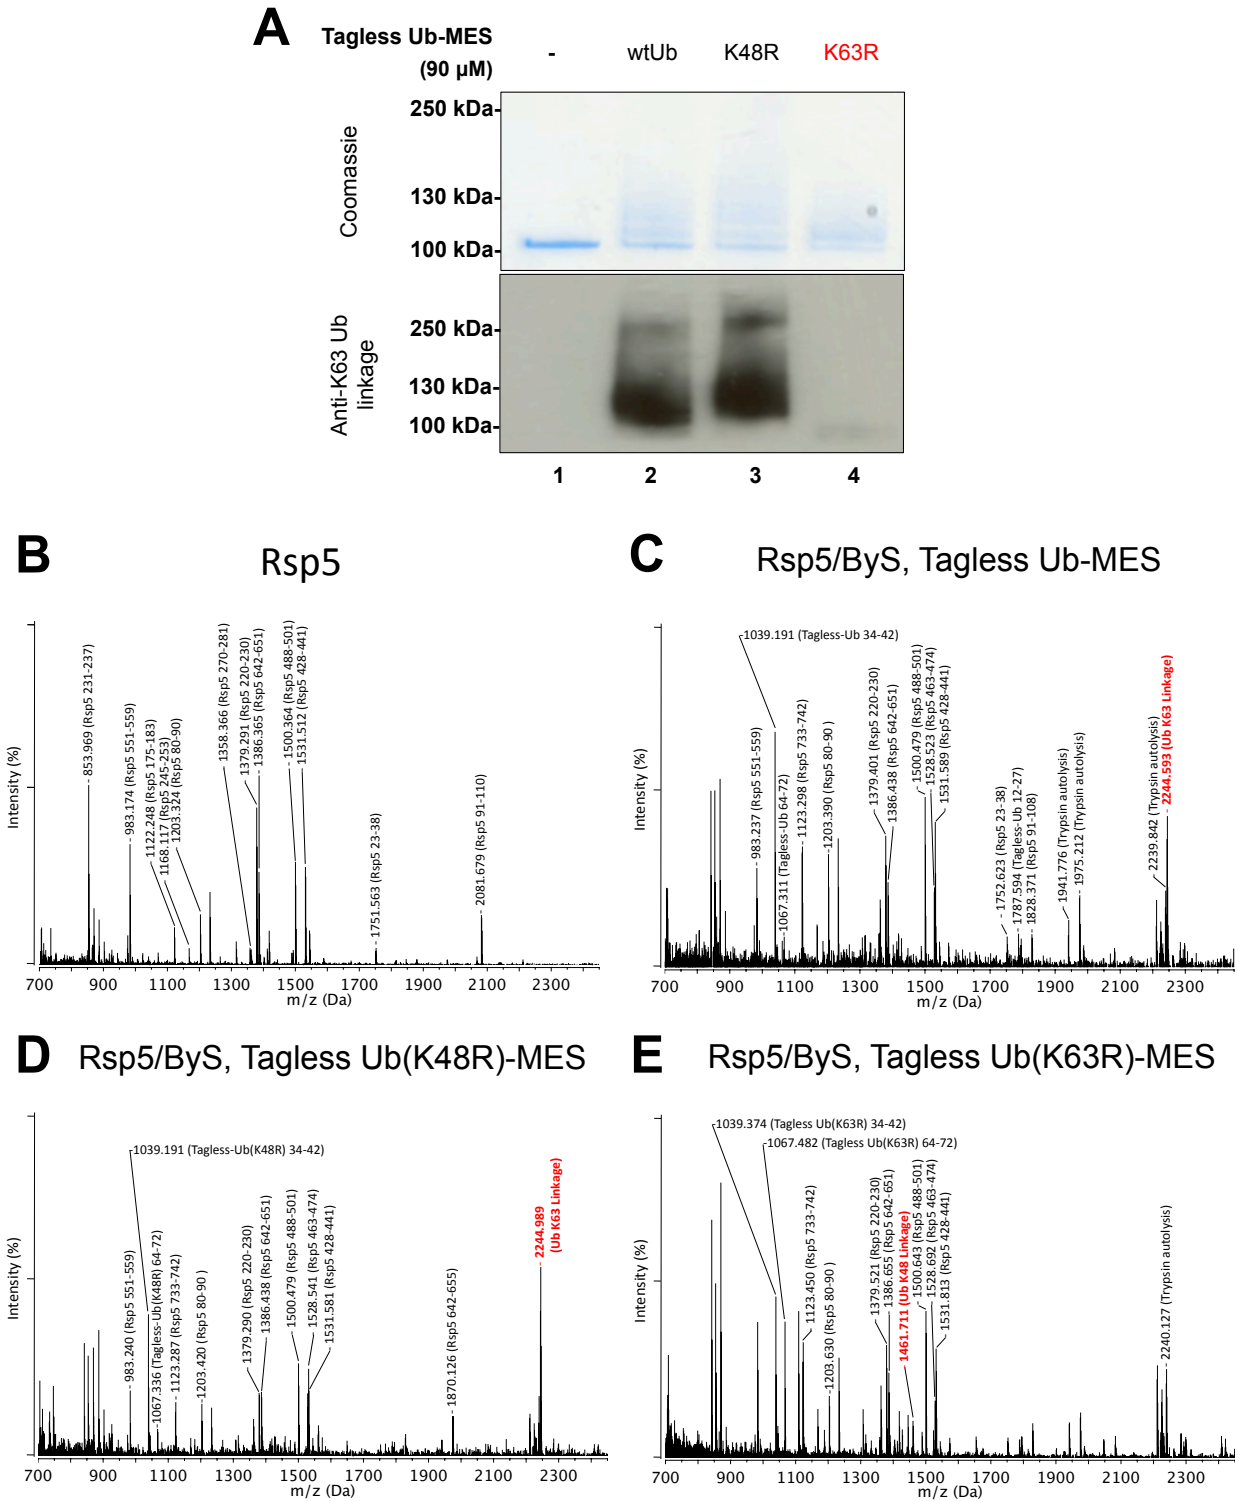 A
Tagless Ub-MES
(90 µM)
-
wtUb
K48R
K63R
Coomassie
250 kDa-
130 kDa-
100 kDa-
Anti-K63 Ub
linkage
250 kDa-
130 kDa-
100 kDa-
1
2
3
4
B
Rsp5
Intensity (%)
853.969 (Rsp5 231-237)
983.174 (Rsp5 551-559)
1122.248 (Rsp5 175-183)
1168.117 (Rsp5 245-253)
1203.324 (Rsp5 80-90)
1358.366 (Rsp5 270-281)
1379.291 (Rsp5 220-230)
1386.365 (Rsp5 642-651)
1500.364 (Rsp5 488-501)
1531.512 (Rsp5 428-441)
1751.563 (Rsp5 23-38)
2081.679 (Rsp5 91-110)
700 900 1100 1300 1500 1700 1900 2100 2300
m/z (Da)
C
Rsp5/ByS, Tagless Ub-MES
Intensity (%)
1039.191 (Tagless-Ub 34-42)
983.237 (Rsp5 551-559)
1067.311 (Tagless-Ub 64-72)
1123.298 (Rsp5 733-742)
1203.390 (Rsp5 80-90 )
1379.401 (Rsp5 220-230)
1386.438 (Rsp5 642-651)
1500.479 (Rsp5 488-501)
1528.523 (Rsp5 463-474)
1531.589 (Rsp5 428-441)
1752.623 (Rsp5 23-38)
1787.594 (Tagless-Ub 12-27)
1828.371 (Rsp5 91-108)
1941.776 (Trypsin autolysis)
1975.212 (Trypsin autolysis)
2239.842 (Trypsin autolysis)
2244.593 (Ub K63 Linkage)
700 900 1100 1300 1500 1700 1900 2100 2300
m/z (Da)
D
Rsp5/ByS, Tagless Ub(K48R)-MES
Intensity (%)
1039.191 (Tagless-Ub(K48R) 34-42)
983.240 (Rsp5 551-559)
1067.336 (Tagless-Ub(K48R) 64-72)
1123.287 (Rsp5 733-742)
1203.420 (Rsp5 80-90 )
1379.290 (Rsp5 220-230)
1386.438 (Rsp5 642-651)
1500.479 (Rsp5 488-501)
1528.541 (Rsp5 463-474)
1531.581 (Rsp5 428-441)
1870.126 (Rsp5 642-655)
2244.989
(Ub K63 Linkage)
700 900 1100 1300 1500 1700 1900 2100 2300
m/z (Da)
E
Rsp5/ByS, Tagless Ub(K63R)-MES
Intensity (%)
1039.374 (Tagless Ub(K63R) 34-42)
1067.482 (Tagless Ub(K63R) 64-72)
1123.450 (Rsp5 733-742)
1203.630 (Rsp5 80-90 )
1379.521 (Rsp5 220-230)
1386.655 (Rsp5 642-651)
1461.711 (Ub K48 Linkage)
1500.643 (Rsp5 488-501)
1528.692 (Rsp5 463-474)
1531.813 (Rsp5 428-441)
2240.127 (Trypsin autolysis)
700 900 1100 1300 1500 1700 1900 2100 2300
m/z (Da)